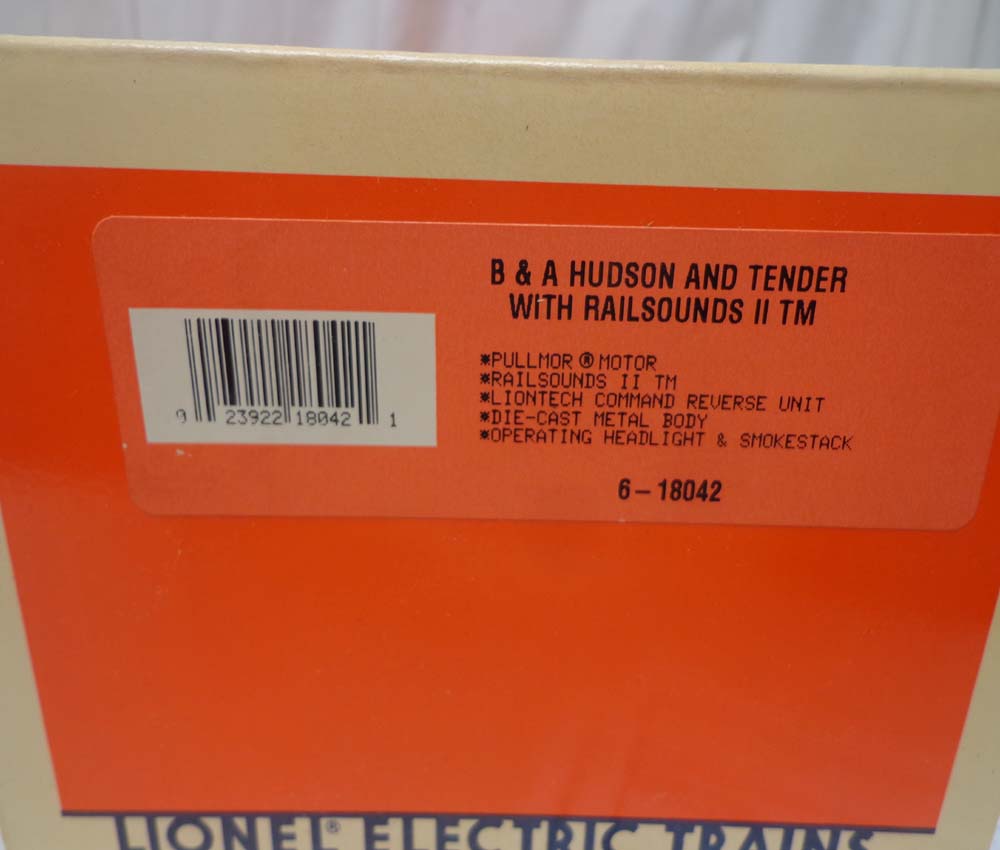 B & A HUDSON AND TENDER
WITH RAILSOUNDS II TM
*PULLMOR ® MOTOR
*RAILSOUNDS II TM
*LIONTECH COMMAND REVERSE UNIT
*DIE-CAST METAL BODY
*OPERATING HEADLIGHT & SMOKESTACK
0 23922 18042 1
6-18042
LIONEL® ELECTRIC TRAINS